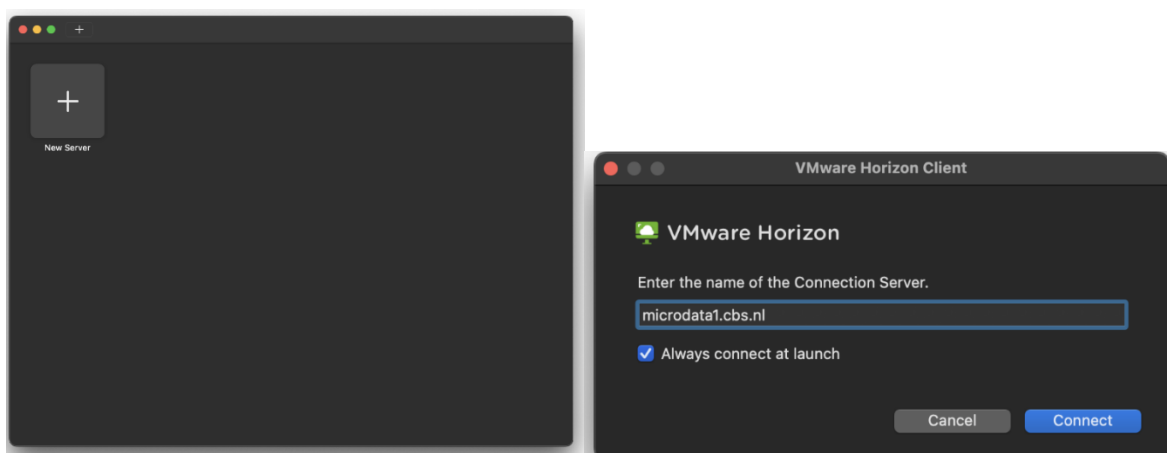 +
+
New Server
VMware Horizon Client
VMware Horizon
Enter the name of the Connection Server.
microdata1.cbs.nl
Always connect at launch
Cancel Connect